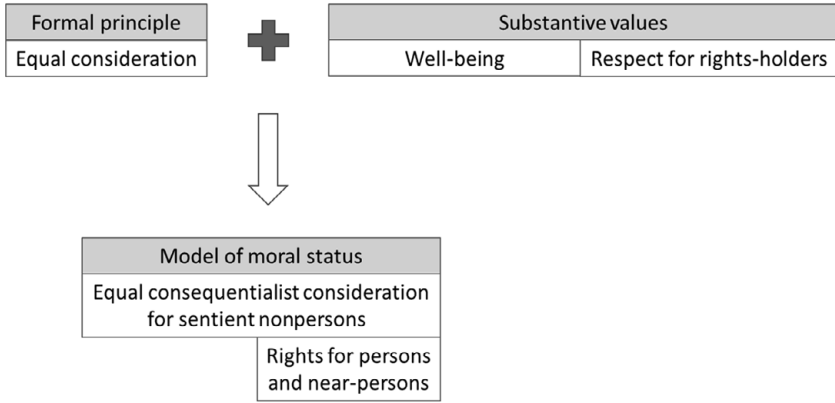 Formal principle
Equal consideration
Substantive values
Well-being
Respect for rights-holders
Model of moral status
Equal consequentialist consideration
for sentient nonpersons
Rights for persons
and near-persons